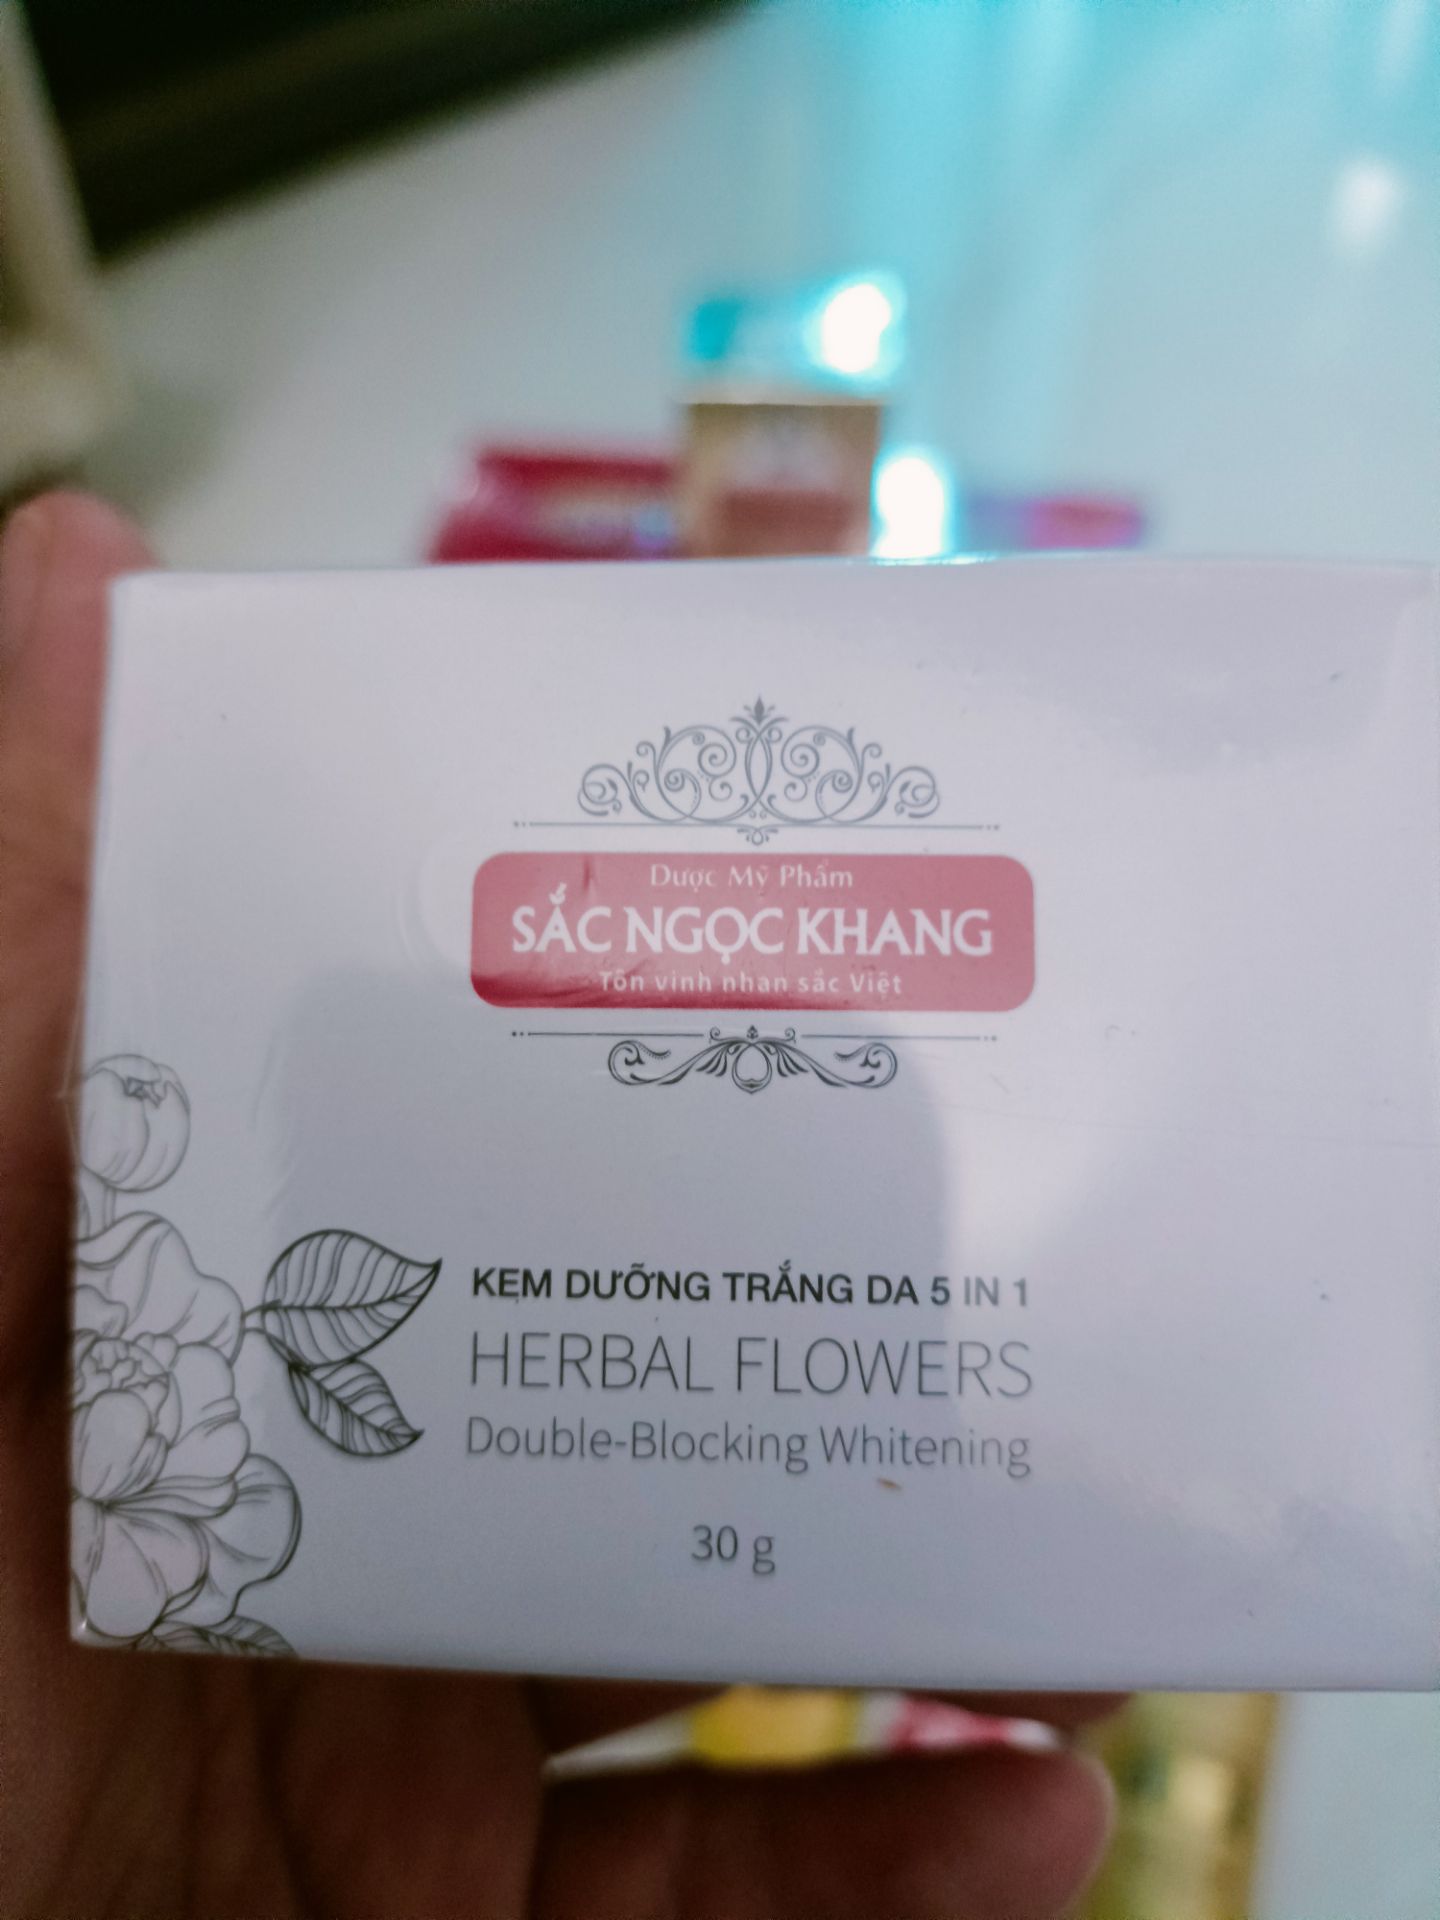 Dược Mỹ Phẩm
SẮC NGỌC KHANG
Tôn vinh nhan sắc Việt
KEM DƯỠNG TRẮNG DA 5 IN 1
HERBAL FLOWERS
Double-Blocking Whitening
30 g